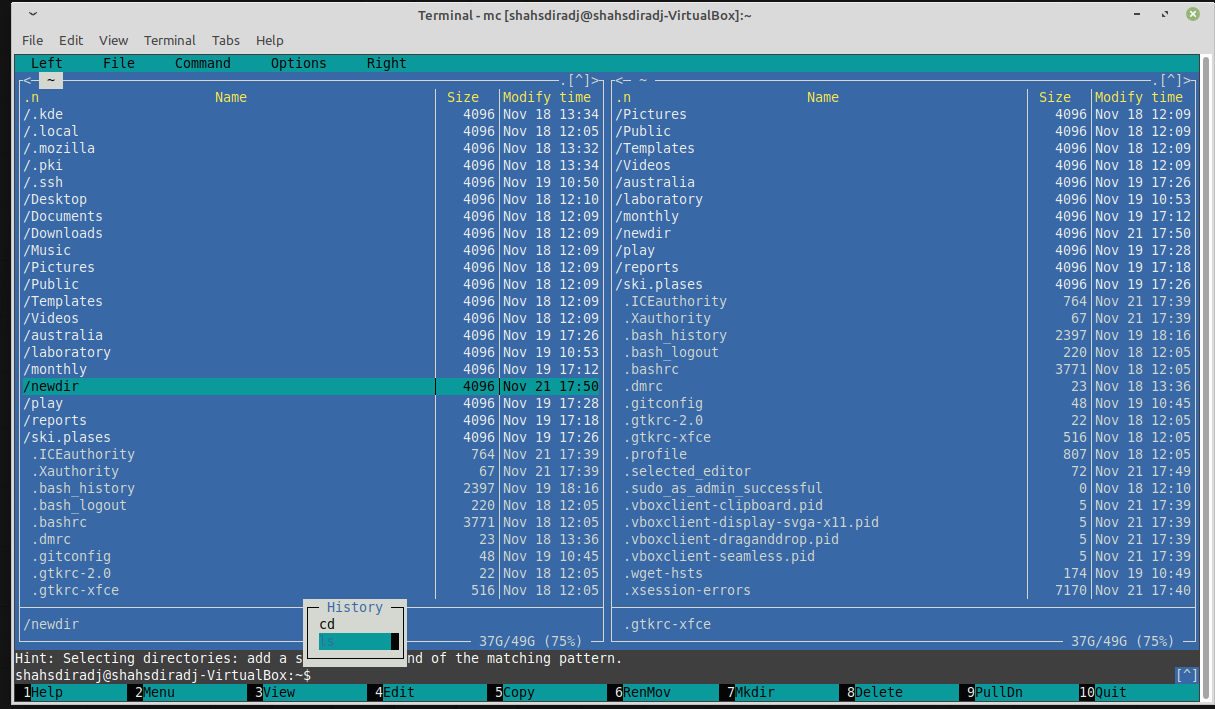 Terminal - mc [shahsdiradj@shahsdiradj-VirtualBox]:~
File Edit View Terminal Tabs Help
Left File Command Options Right
<─ ~ .[^]>
.n Name Size Modify time
/.kde 4096 Nov 18 13:34
/.local 4096 Nov 18 12:05
/.mozilla 4096 Nov 18 13:32
/.pki 4096 Nov 18 13:34
/.ssh 4096 Nov 19 10:50
/Desktop 4096 Nov 18 12:10
/Documents 4096 Nov 18 12:09
/Downloads 4096 Nov 18 12:09
/Music 4096 Nov 18 12:09
/Pictures 4096 Nov 18 12:09
/Public 4096 Nov 18 12:09
/Templates 4096 Nov 18 12:09
/Videos 4096 Nov 18 12:09
/australia 4096 Nov 19 17:26
/laboratory 4096 Nov 19 10:53
/monthly 4096 Nov 19 17:12
/newdir 4096 Nov 21 17:50
/play 4096 Nov 19 17:28
/reports 4096 Nov 19 17:18
/ski.plases 4096 Nov 19 17:26
.ICEauthority 764 Nov 21 17:39
.Xauthority 67 Nov 21 17:39
.bash_history 2397 Nov 19 18:16
.bash_logout 220 Nov 18 12:05
.bashrc 3771 Nov 18 12:05
.dmrc 23 Nov 18 13:36
.gitconfig 48 Nov 19 10:45
.gtkrc-2.0 22 Nov 18 12:05
.gtkrc-xfce 516 Nov 18 12:05
/newdir
37G/49G (75%)
<─ ~ .[^]>
.n Name Size Modify time
/Pictures 4096 Nov 18 12:09
/Public 4096 Nov 18 12:09
/Templates 4096 Nov 18 12:09
/Videos 4096 Nov 18 12:09
/australia 4096 Nov 19 17:26
/laboratory 4096 Nov 19 10:53
/monthly 4096 Nov 19 17:12
/newdir 4096 Nov 21 17:50
/play 4096 Nov 19 17:28
/reports 4096 Nov 19 17:18
/ski.plases 4096 Nov 19 17:26
.ICEauthority 764 Nov 21 17:39
.Xauthority 67 Nov 21 17:39
.bash_history 2397 Nov 19 18:16
.bash_logout 220 Nov 18 12:05
.bashrc 3771 Nov 18 12:05
.dmrc 23 Nov 18 13:36
.gitconfig 48 Nov 19 10:45
.gtkrc-2.0 22 Nov 18 12:05
.gtkrc-xfce 516 Nov 18 12:05
.profile 807 Nov 18 12:05
.selected_editor 72 Nov 21 17:49
.sudo_as_admin_successful 0 Nov 18 12:10
.vboxclient-clipboard.pid 5 Nov 21 17:39
.vboxclient-display-svga-x11.pid 5 Nov 21 17:39
.vboxclient-draganddrop.pid 5 Nov 21 17:39
.vboxclient-seamless.pid 5 Nov 21 17:39
.wget-hsts 174 Nov 19 10:49
.xsession-errors 7170 Nov 21 17:40
.gtkrc-xfce
37G/49G (75%)
History
cd
ls
Hint: Selecting directories: add a s nd of the matching pattern.
shahsdiradj@shahsdiradj-VirtualBox:~$ [^]
1Help 2Menu 3View 4Edit 5Copy 6RenMov 7Mkdir 8Delete 9PullDn 10Quit